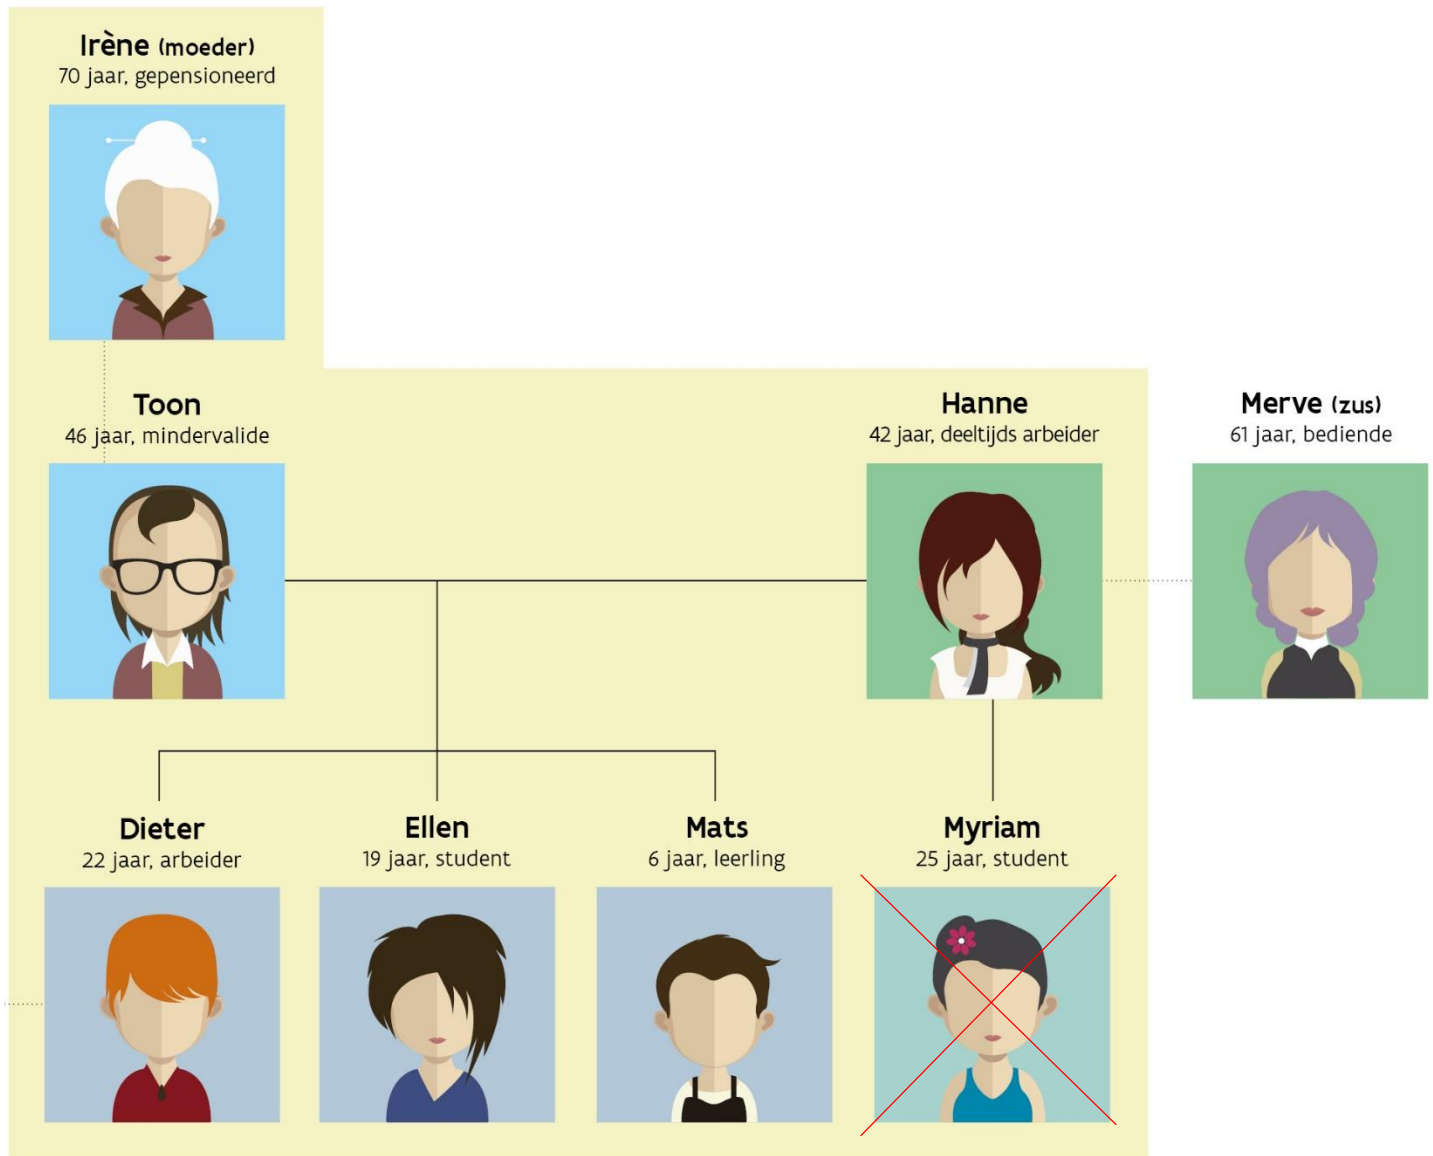 Irène (moeder)
70 jaar, gepensioneerd
Toon
46 jaar, mindervalide
Hanne
42 jaar, deeltijds arbeider
Merve (zus)
61 jaar, bediende
Dieter
22 jaar, arbeider
Ellen
19 jaar, student
Mats
6 jaar, leerling
Myriam
25 jaar, student